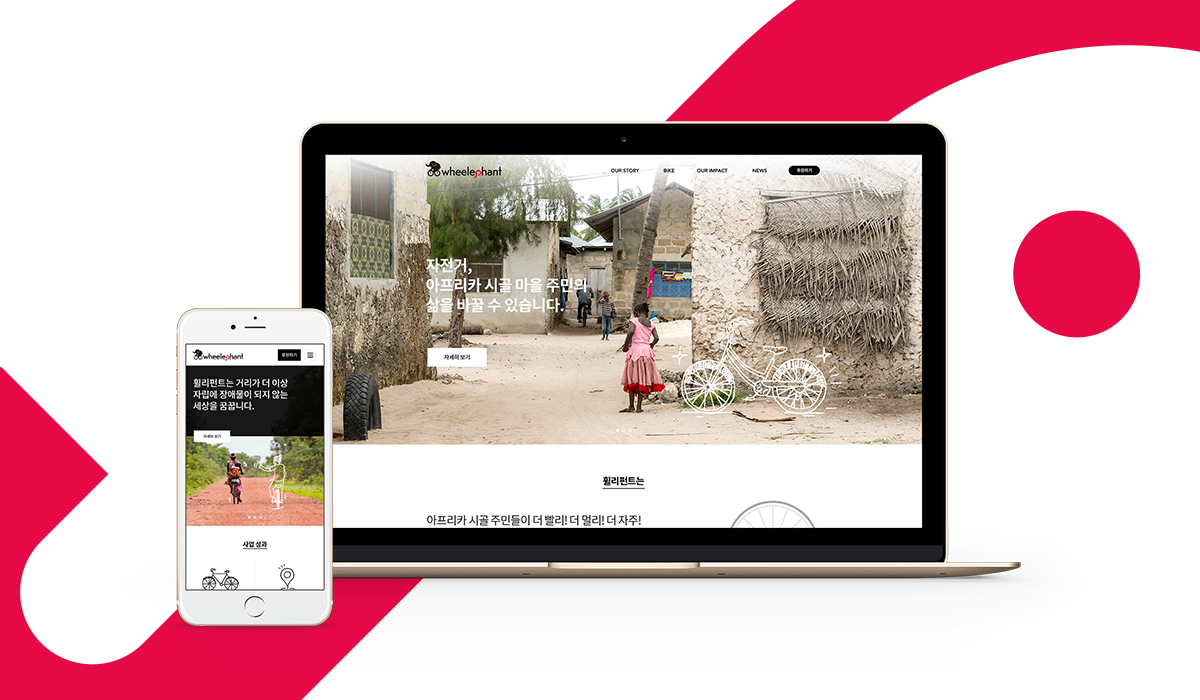 wheelephant
OUR STORY
BIKE
OUR IMPACT
NEWS
후원하기
자전거,
아프리카 시골 마을 주민의
삶을 바꿀 수 있습니다.
자세히 보기
휠리펀트는
아프리카 시골 주민들이 더 빨리! 더 멀리! 더 자주!
wheelephant
후원하기
휠리펀트는 거리가 더 이상
자립에 장애물이 되지 않는
세상을 꿈꿉니다.
자세히 보기
사업 성과